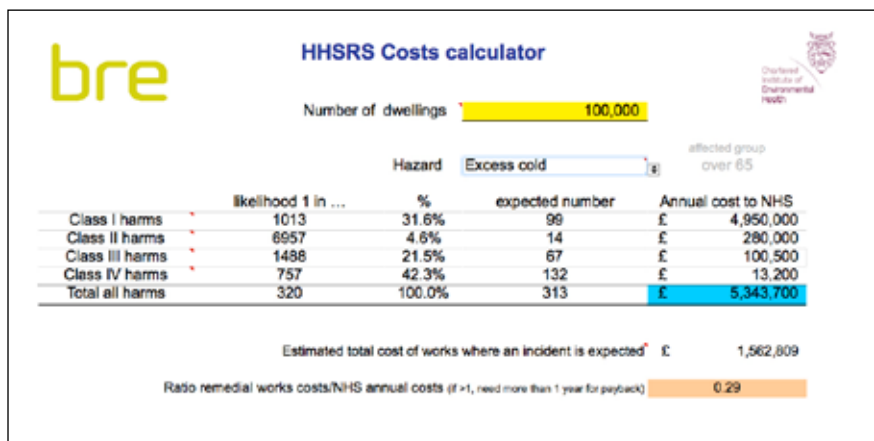 bre
HHSRS Costs calculator
Chartered
Institute of
Environmental
Health
Number of dwellings 100,000
affected group
Hazard Excess cold over 65
likelihood 1 in ... % expected number Annual cost to NHS
Class I harms 1013 31.6% 99 £ 4,950,000
Class II harms 6957 4.6% 14 £ 280,000
Class III harms 1488 21.5% 67 £ 100,500
Class IV harms 757 42.3% 132 £ 13,200
Total all harms 320 100.0% 313 £ 5,343,700
Estimated total cost of works where an incident is expected £ 1,562,809
Ratio remedial works costs/NHS annual costs (if >1, need more than 1 year for payback) 0.29